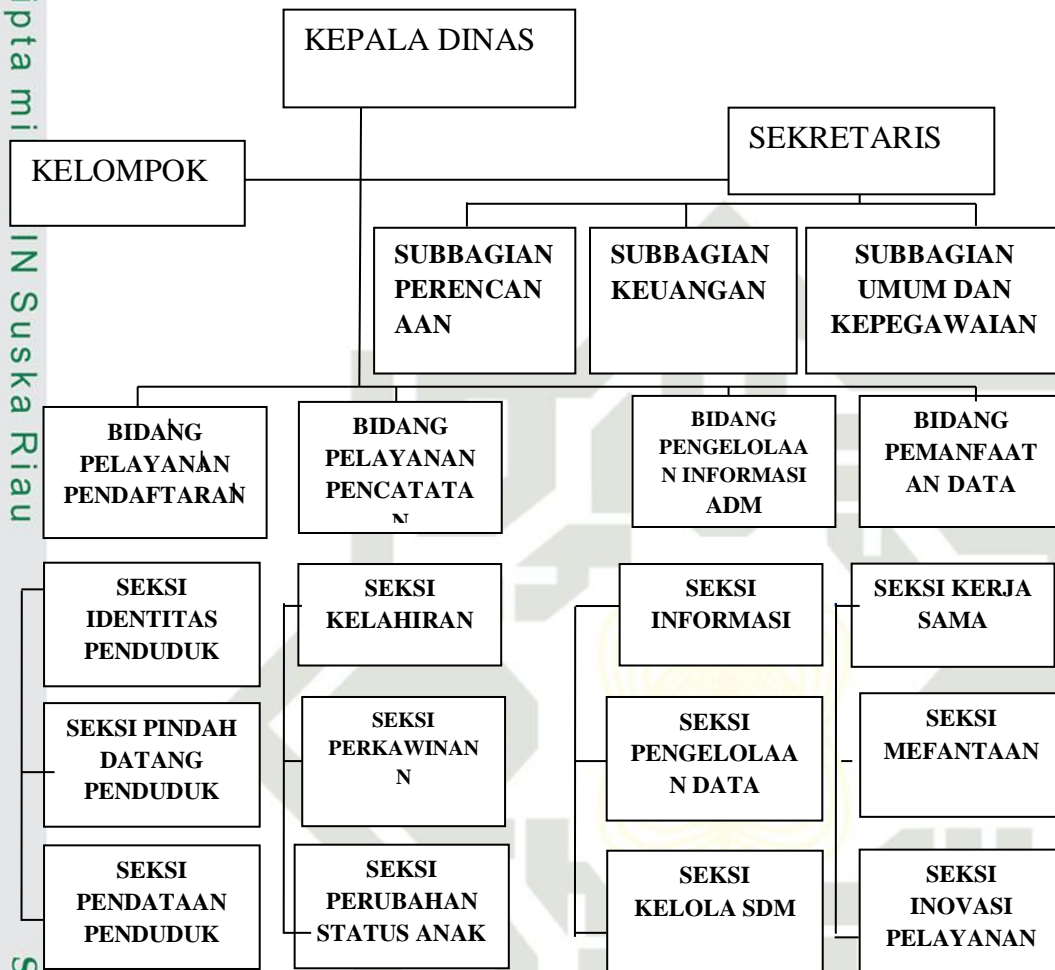 KEPALA DINAS
SEKRETARIS
KELOMPOK
SUBBAGIAN
PERENCAN
AAN
SUBBAGIAN
KEUANGAN
SUBBAGIAN
UMUM DAN
KEPEGAWAIAN
BIDANG
PELAYANAN
PENDAFTARAN
BIDANG
PELAYANAN
PENCATATA
N
BIDANG
PENGELOLAA
N INFORMASI
ADM
BIDANG
PEMANFAAT
AN DATA
SEKSI
IDENTITAS
PENDUDUK
SEKSI
KELAHIRAN
SEKSI
INFORMASI
SEKSI KERJA
SAMA
SEKSI PINDAH
DATANG
PENDUDUK
SEKSI
PERKAWINAN
N
SEKSI
PENGELOLAA
N DATA
SEKSI
MEFANTAAN
SEKSI
PENDATAAN
PENDUDUK
SEKSI
PERUBAHAN
STATUS ANAK
SEKSI
KELOLA SDM
SEKSI
INOVASI
PELAYANAN
ipta mi
IN Suska Riau
S